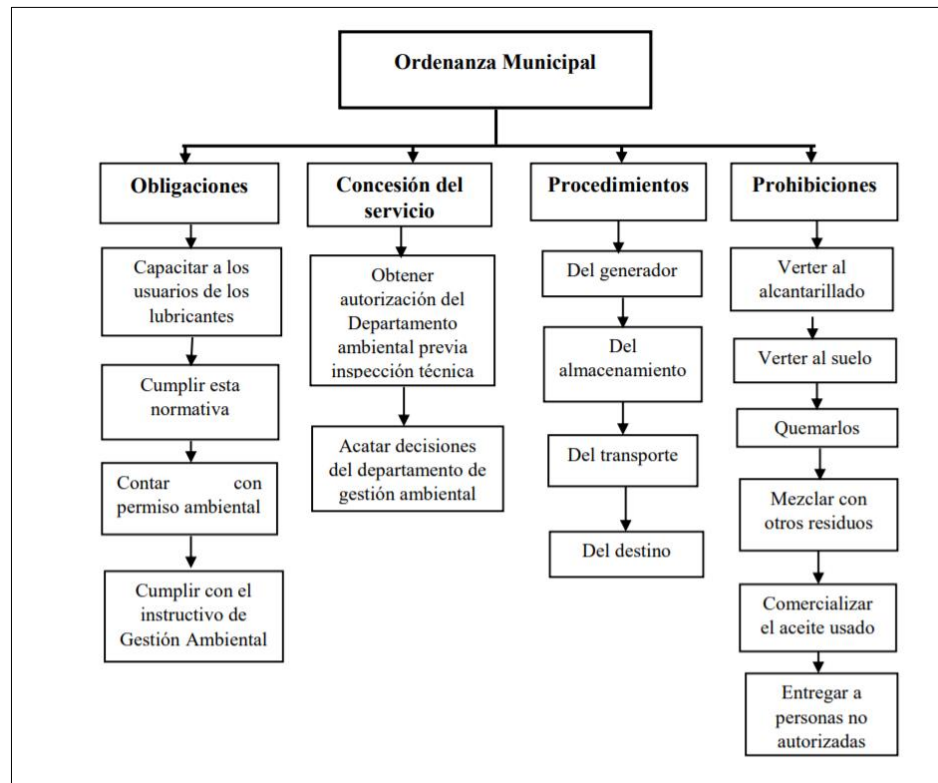 Ordenanza Municipal
Obligaciones
Capacitar a los
usuarios de los
lubricantes
Cumplir esta
normativa
Contar con
permiso ambiental
Cumplir con el
instructivo de
Gestión Ambiental
Concesión del
servicio
Obtener
autorización del
Departamento
ambiental previa
inspección técnica
Acatar decisiones
del departamento de
gestión ambiental
Procedimientos
Del generador
Del
almacenamiento
Del transporte
Del destino
Prohibiciones
Verter al
alcantarillado
Verter al suelo
Quemarlos
Mezclar con
otros residuos
Comercializar
el aceite usado
Entregar a
personas no
autorizadas